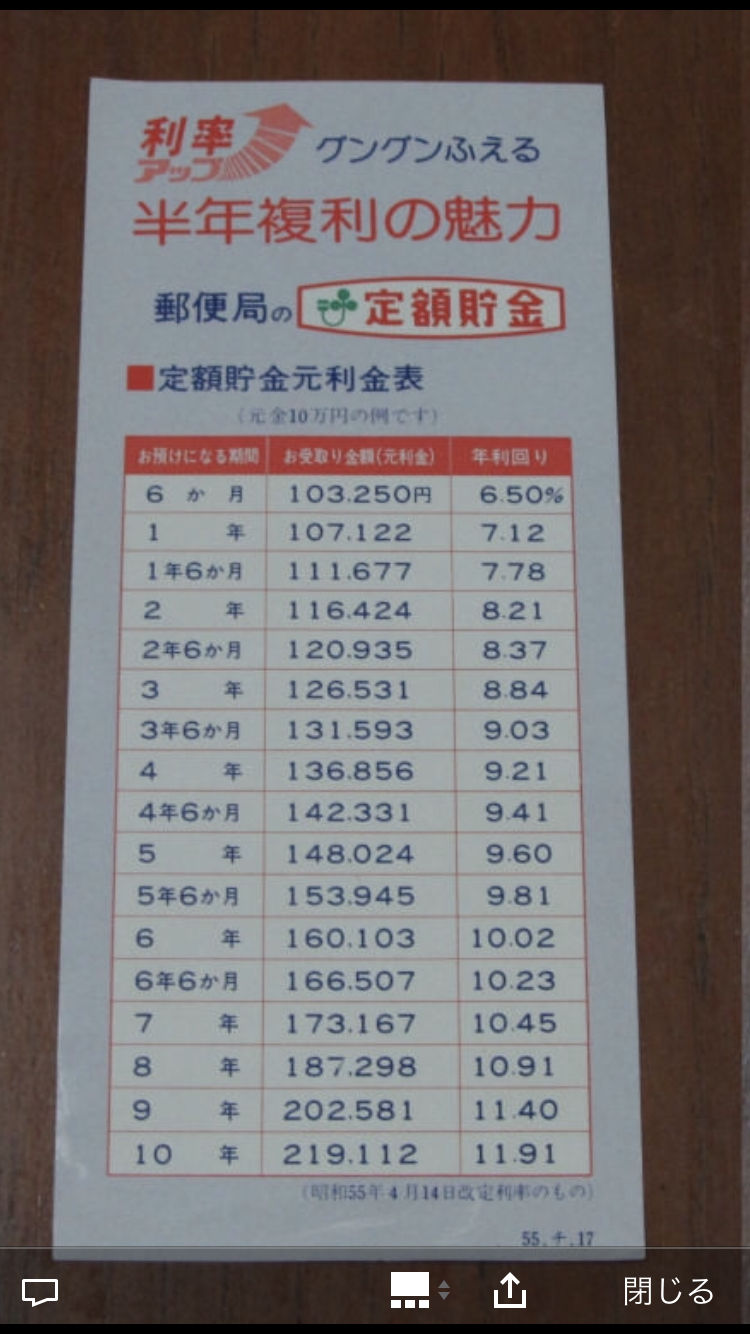 利率
アップ
グングンふえる
半年複利の魅力
郵便局の 定額貯金
■定額貯金元利金表
(元金10万円の例です)
お預けになる期間 お受取り金額(元利金) 年利回り
6か月 103.250円 6.50%
1年 107.122 7.12
1年6か月 111.677 7.78
2年 116.424 8.21
2年6か月 120.935 8.37
3年 126.531 8.84
3年6か月 131.593 9.03
4年 136.856 9.21
4年6か月 142.331 9.41
5年 148.024 9.60
5年6か月 153.945 9.81
6年 160.103 10.02
6年6か月 166.507 10.23
7年 173.167 10.45
8年 187.298 10.91
9年 202.581 11.40
10年 219.112 11.91
(昭和55年4月14日改定利率のもの)
55.チ.17
閉じる